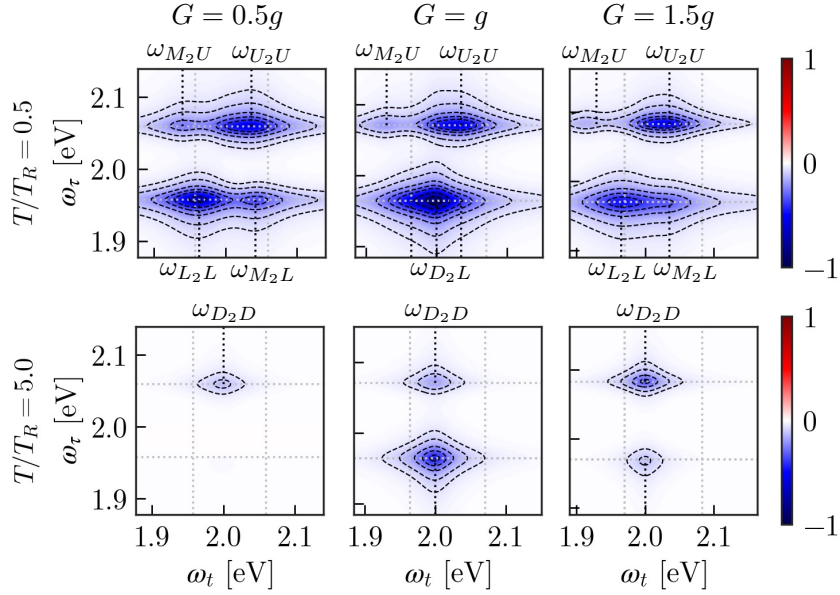 G = 0.5g G = g G = 1.5g
ω_{M₂U} ω_{U₂U} ω_{M₂U} ω_{U₂U} ω_{M₂U} ω_{U₂U}
T/T_R = 0.5
ω_τ [eV]
2.1
2.0
1.9
1
0
−1
ω_{L₂L} ω_{M₂L} ω_{D₂L} ω_{L₂L} ω_{M₂L}
ω_{D₂D} ω_{D₂D} ω_{D₂D}
T/T_R = 5.0
ω_τ [eV]
2.1
2.0
1.9
1
0
−1
1.9 2.0 2.1 1.9 2.0 2.1 1.9 2.0 2.1
ω_t [eV] ω_t [eV] ω_t [eV]